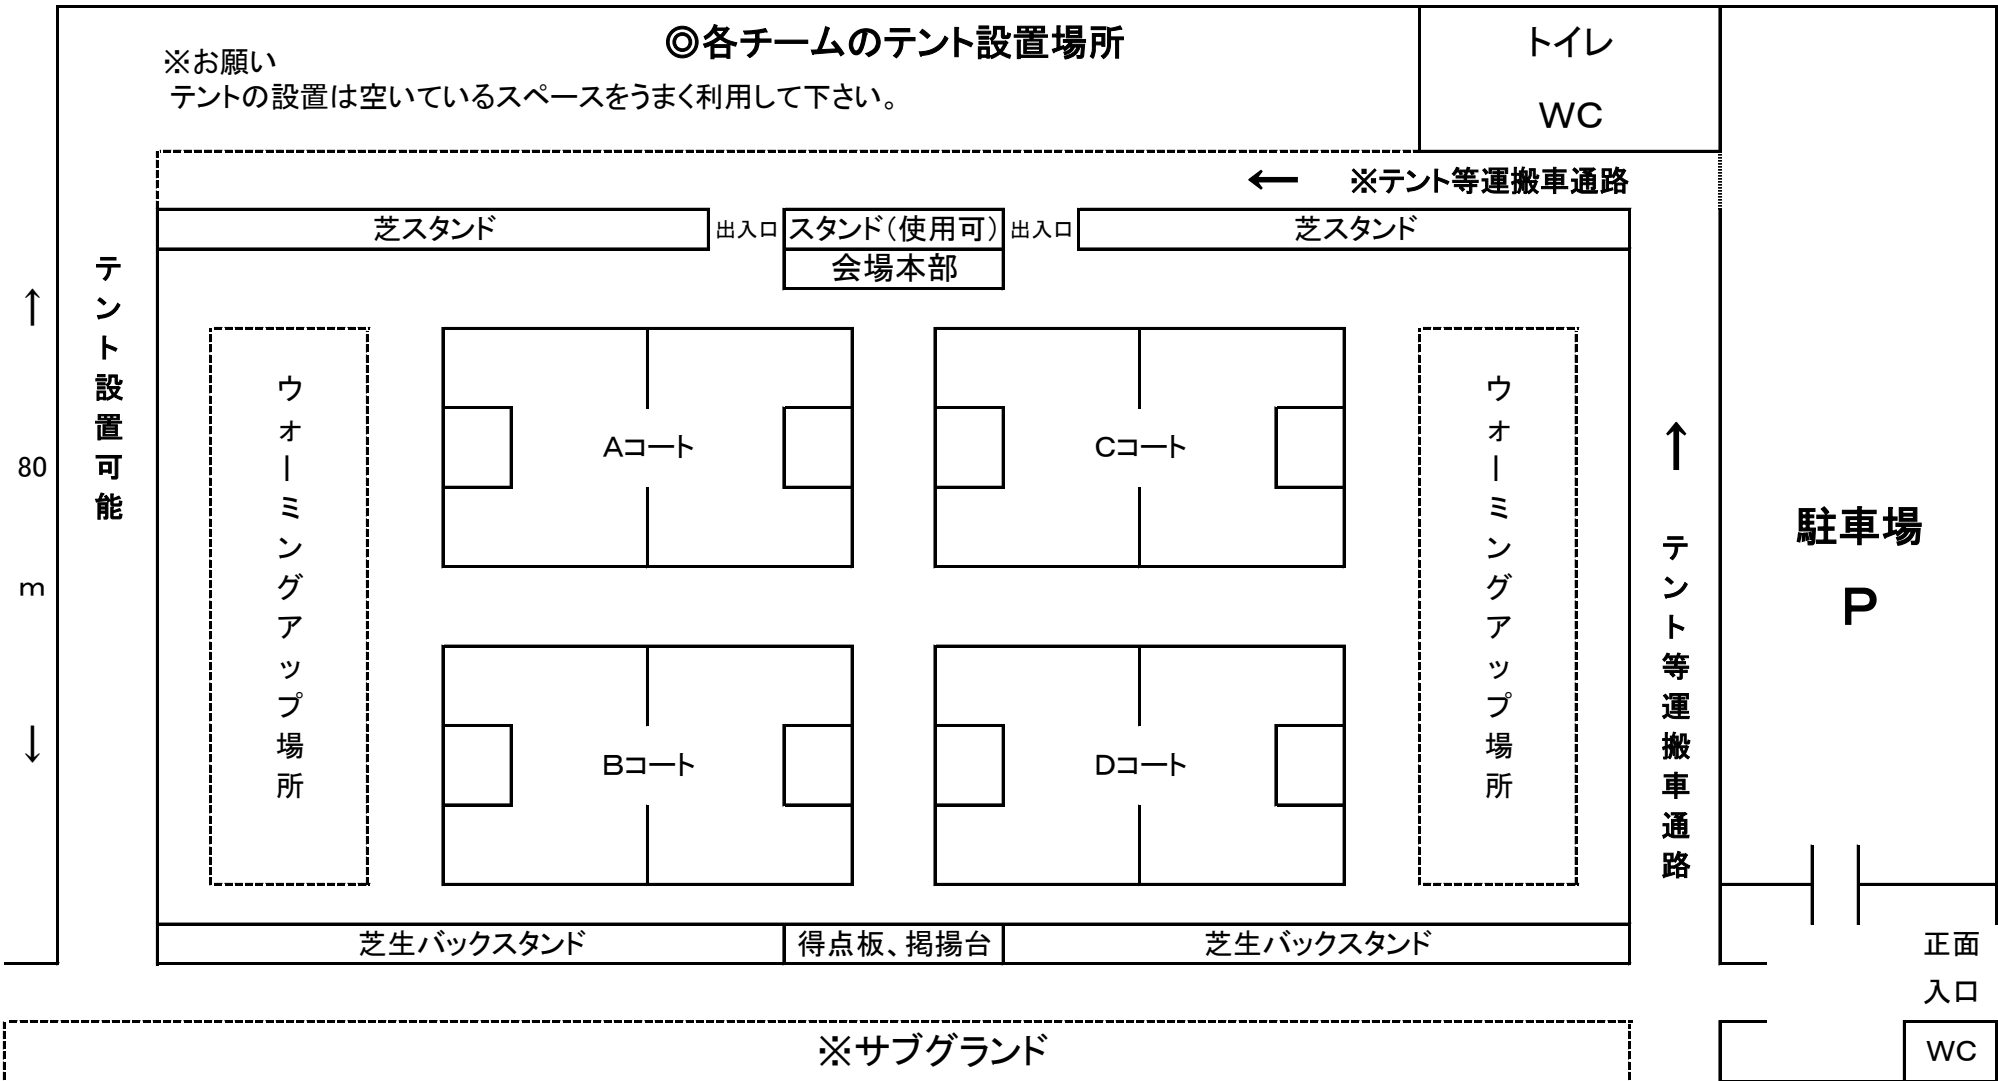 ◎各チームのテント設置場所
※お願い
テントの設置は空いているスペースをうまく利用して下さい。
トイレ
WC
← ※テント等運搬車通路
芝スタンド
出入口
スタンド(使用可)
出入口
芝スタンド
会場本部
テント設置可能
↑
80
m
↓
ウォーミングアップ場所
Aコート
Cコート
Bコート
Dコート
ウォーミングアップ場所
↑
テント等運搬車通路
駐車場
P
芝生バックスタンド
得点板、掲揚台
芝生バックスタンド
正面
入口
※サブグランド
WC